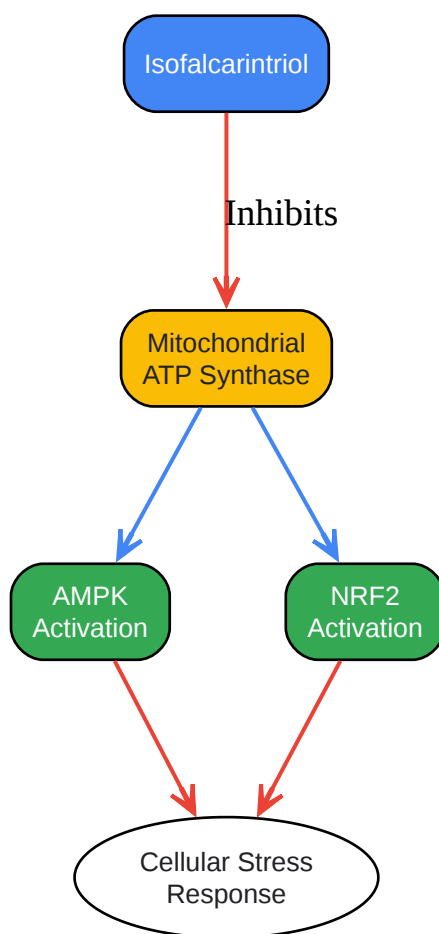 Isofalcarintriol
Inhibits
Mitochondrial
ATP Synthase
AMPK
Activation
NRF2
Activation
Cellular Stress
Response